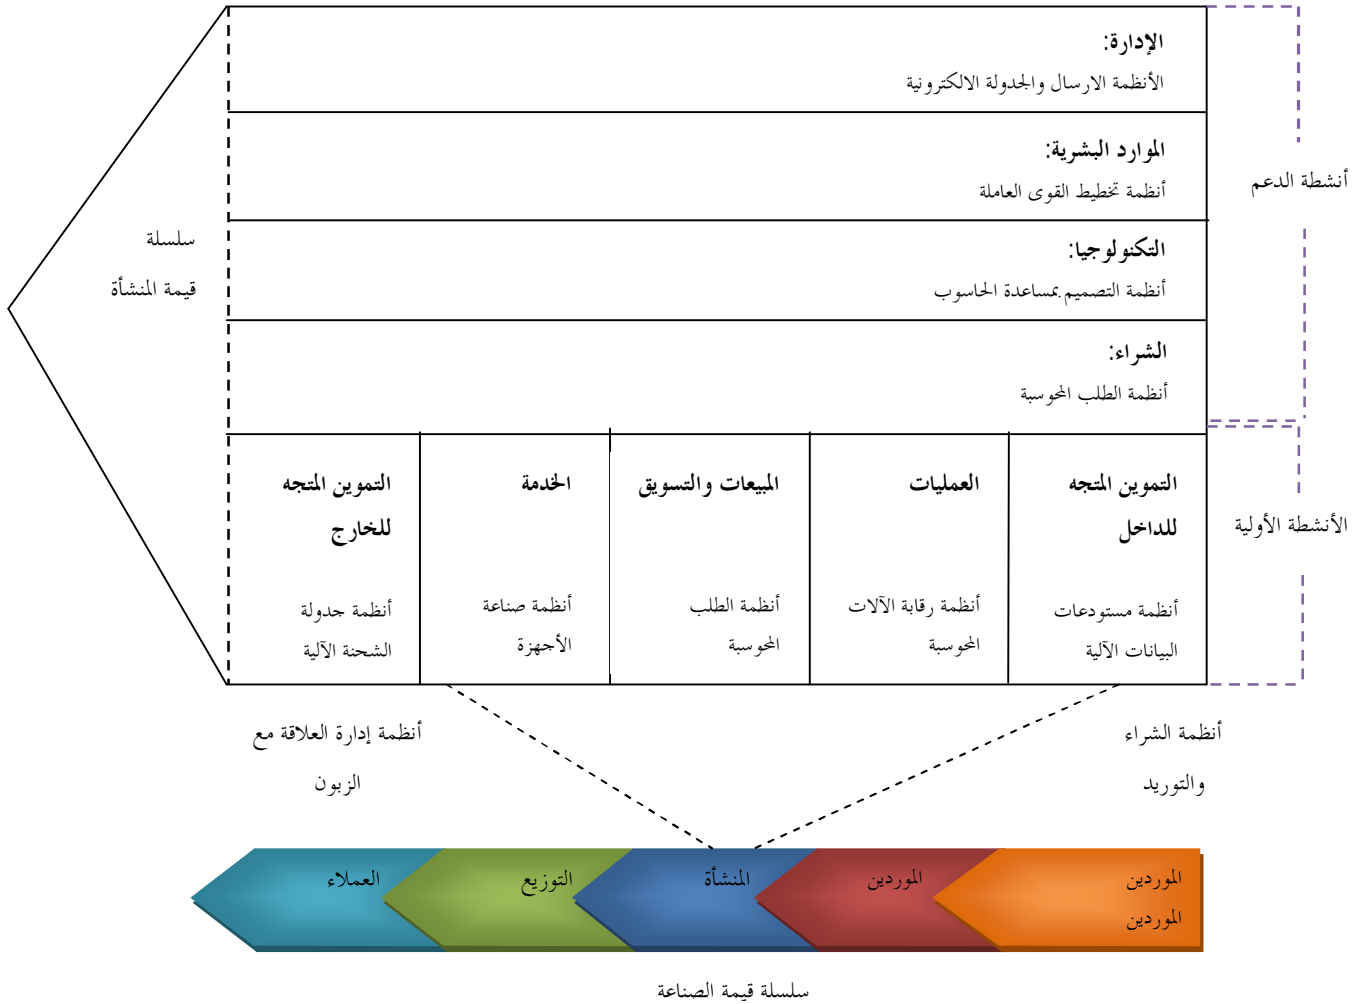 الإدارة:
الأنظمة الارسال والجدولة الالكترونية
الموارد البشرية:
أنظمة تخطيط القوى العاملة
أنشطة الدعم
التكنولوجيا:
أنظمة التصميم بمساعدة الحاسوب
سلسلة
قيمة المنشأة
الشراء:
أنظمة الطلب المحوسبة
الأنشطة الأولية
التموين المتجه
للداخل
أنظمة مستودعات
البيانات الآلية
العمليات
أنظمة رقابة الآلات
المحوسبة
المبيعات والتسويق
أنظمة الطلب
المحوسبة
الخدمة
أنظمة صناعة
الأجهزة
التموين المتجه
للخارج
أنظمة جدولة
الشحنة الآلية
أنظمة الشراء
والتوريد
أنظمة إدارة العلاقة مع
الزبون
الموردين
الموردين
الموردين
المنشأة
التوزيع
العملاء
سلسلة قيمة الصناعة